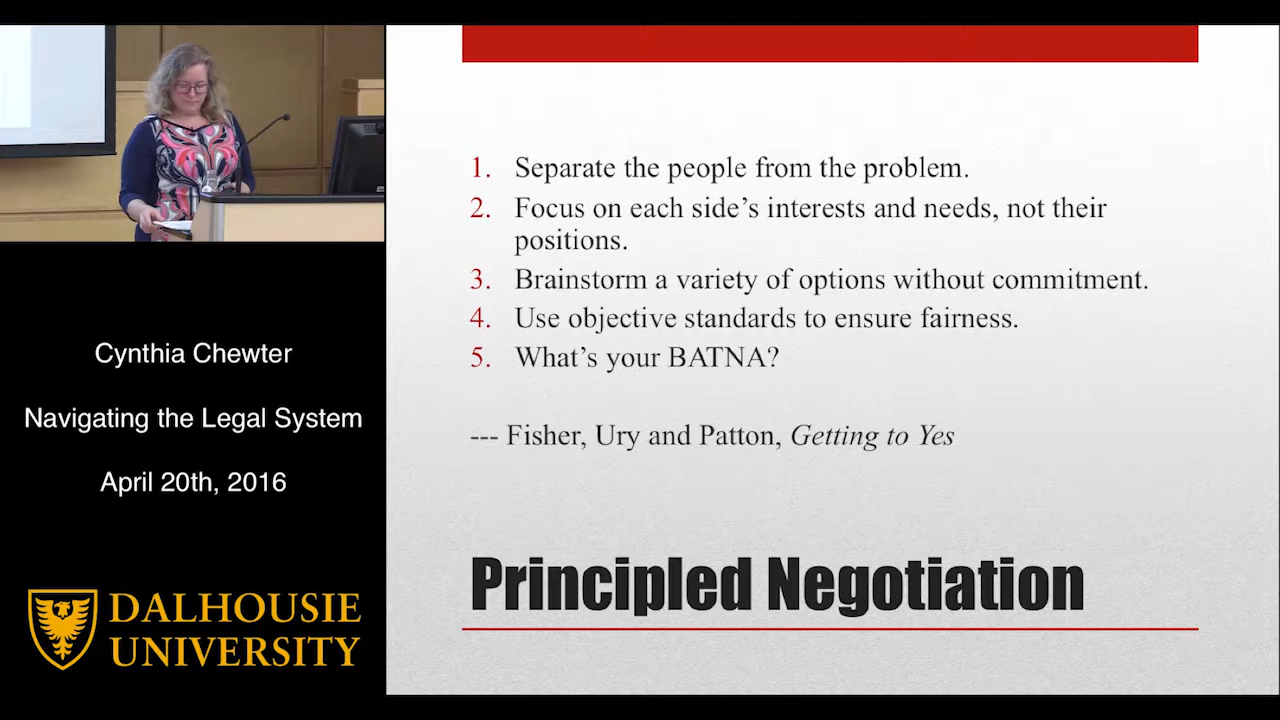 Cynthia Chewter
Navigating the Legal System
April 20th, 2016
DALHOUSIE
UNIVERSITY
1. Separate the people from the problem.
2. Focus on each side’s interests and needs, not their
positions.
3. Brainstorm a variety of options without commitment.
4. Use objective standards to ensure fairness.
5. What’s your BATNA?
--- Fisher, Ury and Patton, Getting to Yes
Principled Negotiation